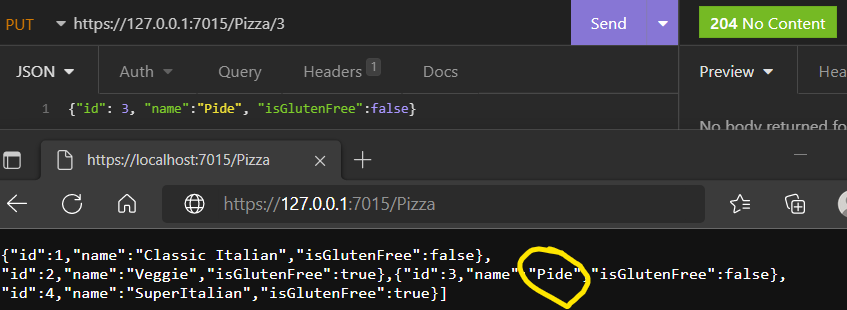 PUT https://127.0.0.1:7015/Pizza/3 Send 204 No Content
JSON Auth Query Headers 1 Docs Preview Hea
1 {"id": 3, "name":"Pide", "isGlutenFree":false}
No body returned fo
https://localhost:7015/Pizza
https://127.0.0.1:7015/Pizza
{"id":1,"name":"Classic Italian","isGlutenFree":false},
"id":2,"name":"Veggie","isGlutenFree":true},{"id":3,"name" "Pide","isGlutenFree":false},
"id":4,"name":"SuperItalian","isGlutenFree":true}]